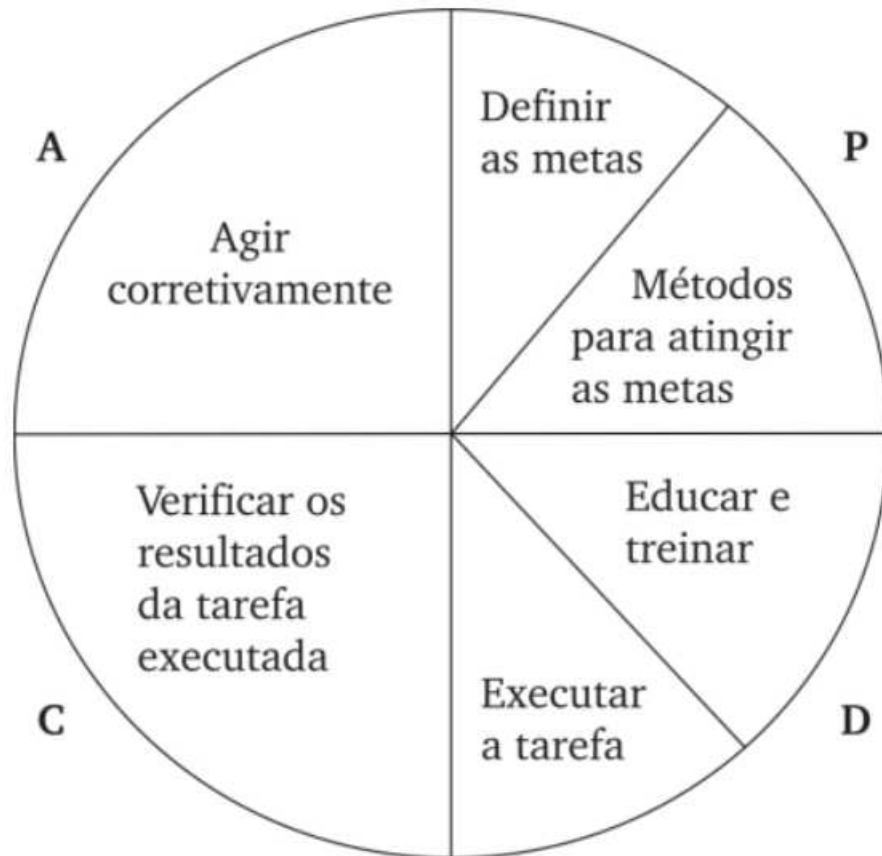 A
Agir
corretivamente
Definir
as metas
P
Métodos
para atingir
as metas
Educar e
treinar
D
Executar
a tarefa
Verificar os
resultados
da tarefa
executada
C